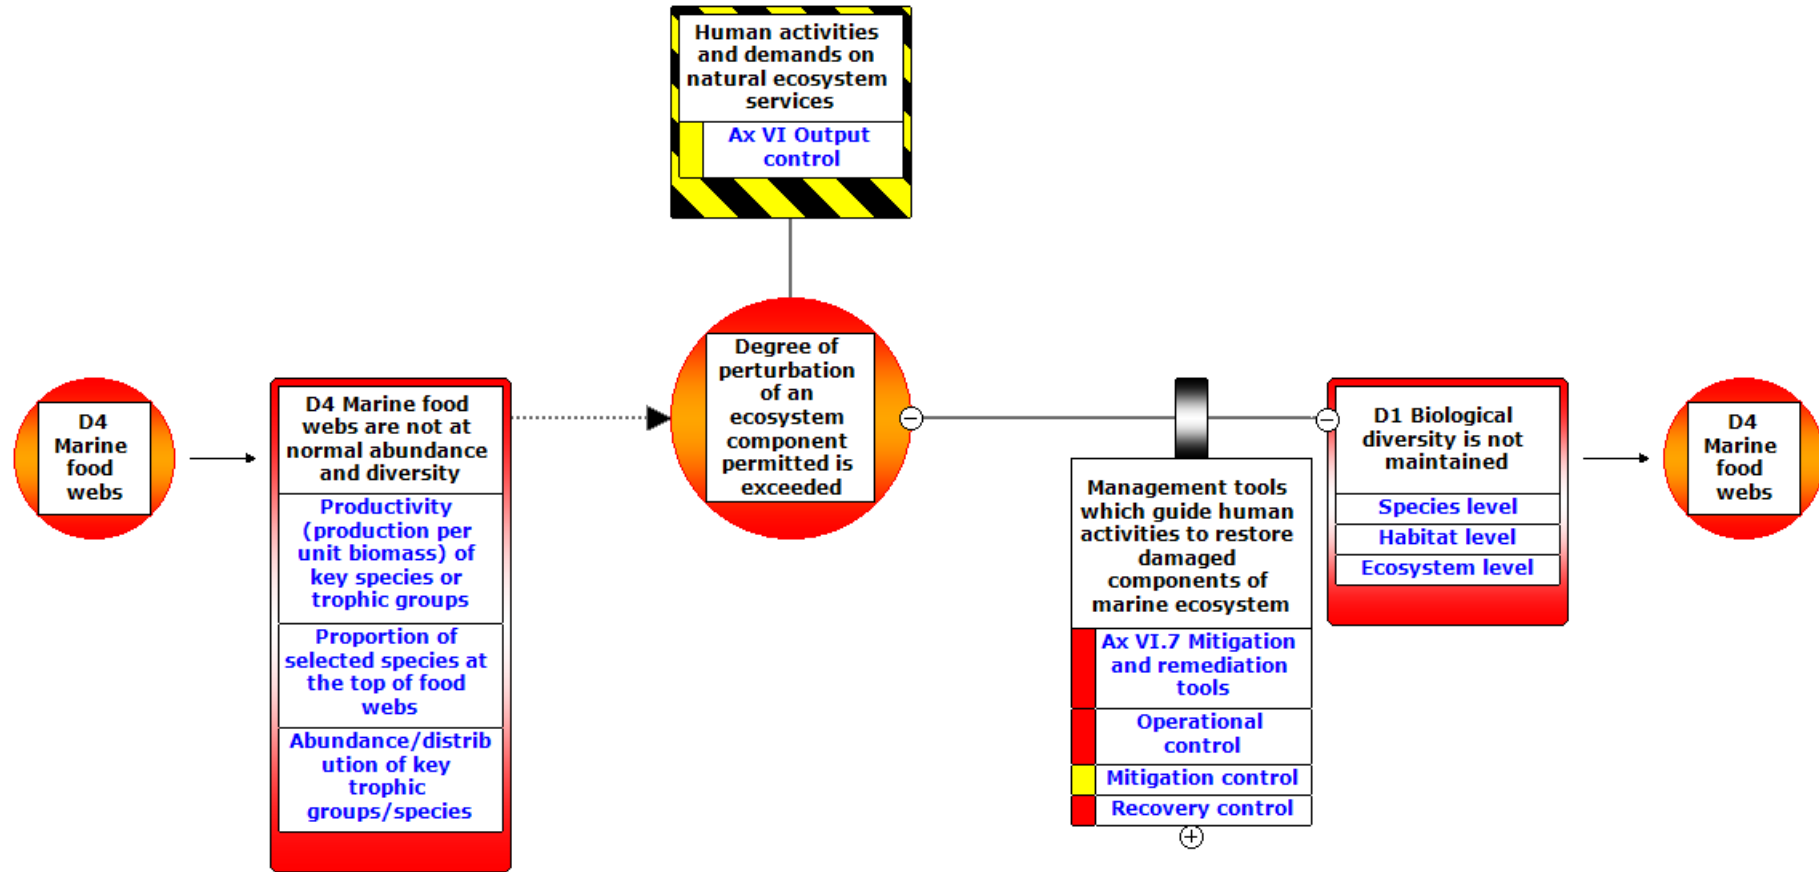 Human activities
and demands on
natural ecosystem
services
Ax VI Output
control
D4
Marine
food
webs
D4 Marine food
webs are not at
normal abundance
and diversity
Productivity
(production per
unit biomass) of
key species or
trophic groups
Proportion of
selected species at
the top of food
webs
Abundance/distrib
ution of key
trophic
groups/species
Degree of
perturbation
of an
ecosystem
component
permitted is
exceeded
Management tools
which guide human
activities to restore
damaged
components of
marine ecosystem
Ax VI.7 Mitigation
and remediation
tools
Operational
control
Mitigation control
Recovery control
D1 Biological
diversity is not
maintained
Species level
Habitat level
Ecosystem level
D4
Marine
food
webs